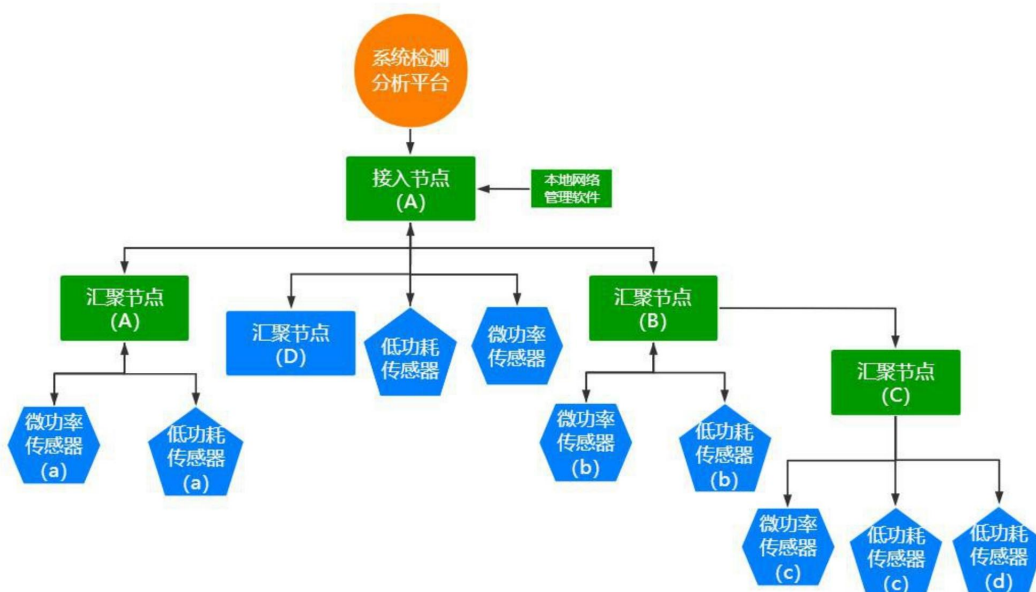 系统检测
分析平台
接入节点
(A)
本地网络
管理软件
汇聚节点
(A)
汇聚节点
(D)
低功耗
传感器
微功率
传感器
汇聚节点
(B)
汇聚节点
(C)
微功率
传感器
(a)
低功耗
传感器
(a)
微功率
传感器
(b)
低功耗
传感器
(b)
微功率
传感器
(c)
低功耗
传感器
(c)
低功耗
传感器
(d)